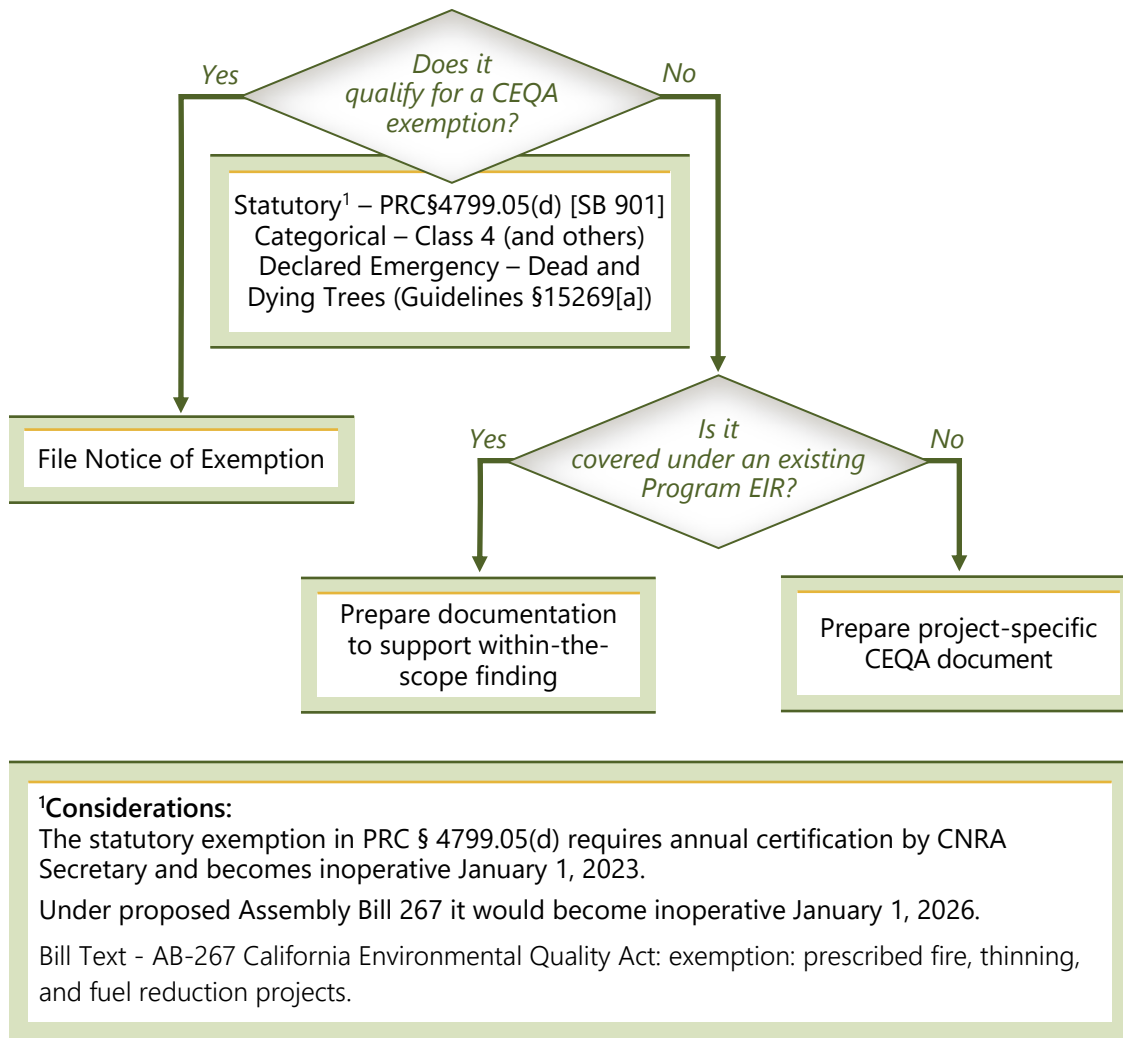 Does it
qualify for a CEQA
exemption?
Yes
No
Statutory¹ – PRC§4799.05(d) [SB 901]
Categorical – Class 4 (and others)
Declared Emergency – Dead and
Dying Trees (Guidelines §15269[a])
File Notice of Exemption
Is it
covered under an existing
Program EIR?
Yes
No
Prepare documentation
to support within-the-
scope finding
Prepare project-specific
CEQA document
¹Considerations:
The statutory exemption in PRC § 4799.05(d) requires annual certification by CNRA
Secretary and becomes inoperative January 1, 2023.
Under proposed Assembly Bill 267 it would become inoperative January 1, 2026.
Bill Text - AB-267 California Environmental Quality Act: exemption: prescribed fire, thinning,
and fuel reduction projects.